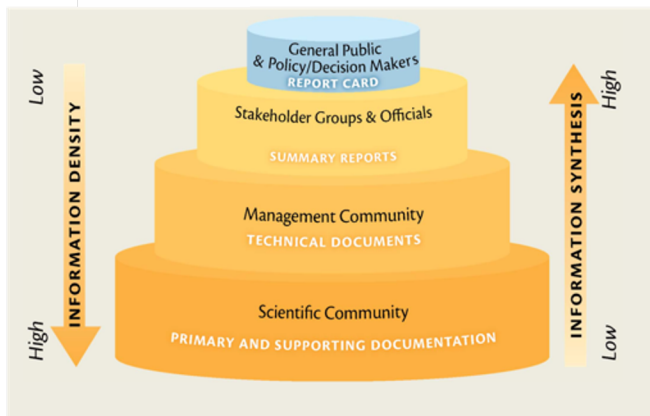 General Public
& Policy/Decision Makers
REPORT CARD
Stakeholder Groups & Officials
SUMMARY REPORTS
Management Community
TECHNICAL DOCUMENTS
Scientific Community
PRIMARY AND SUPPORTING DOCUMENTATION
Low
INFORMATION DENSITY
High
High
INFORMATION SYNTHESIS
Low